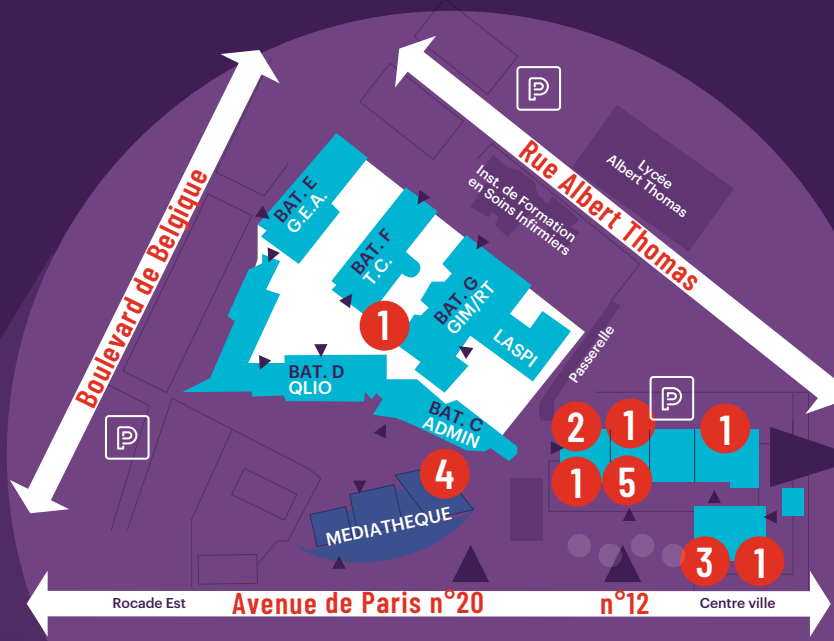 P
Rue Albert Thomas
Lycée
Albert Thomas
Inst. de Formation
en Soins Infirmiers
Boulevard de Belgique
BAT. E
G.E.A.
BAT. F
T.C.
BAT. G
GIM/RT
LASPI
1
Passerelle
BAT. D
QLIO
BAT. C
ADMIN
P
P
2
1
1
1
5
4
MEDIATHEQUE
3
1
Rocade Est
Avenue de Paris n°20
n°12
Centre ville